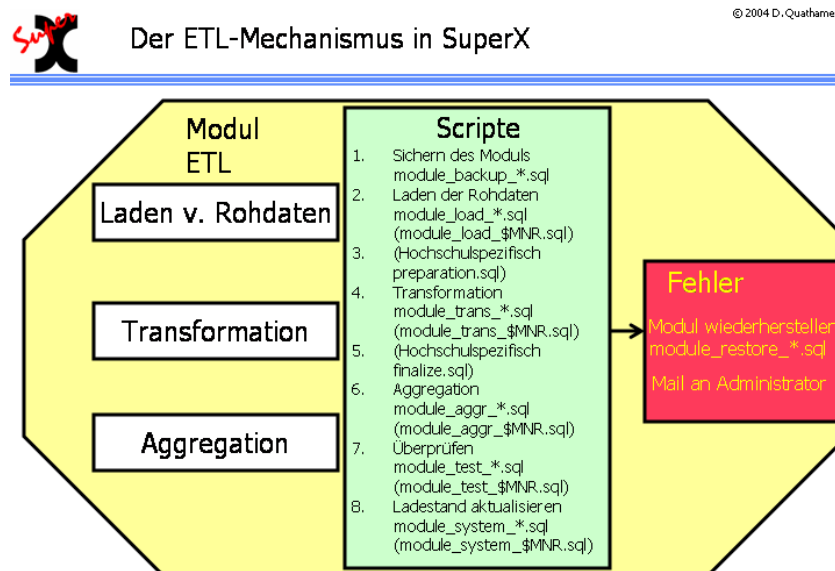 Super X
© 2004 D. Quathame
Der ETL-Mechanismus in SuperX
Modul
ETL
Laden v. Rohdaten
Transformation
Aggregation
Scripte
1. Sichern des Moduls
module_backup_*.sql
2. Laden der Rohdaten
module_load_*.sql
(module_load_$MNR.sql)
3. (Hochschulspezifisch
preparation.sql)
4. Transformation
module_trans_*.sql
(module_trans_$MNR.sql)
5. (Hochschulspezifisch
finalize.sql)
6. Aggregation
module_aggr_*.sql
(module_aggr_$MNR.sql)
7. Überprüfen
module_test_*.sql
(module_test_$MNR.sql)
8. Ladestand aktualisieren
module_system_*.sql
(module_system_$MNR.sql)
Fehler
Modul wiederhersteller
module_restore_*.sql
Mail an Administrator